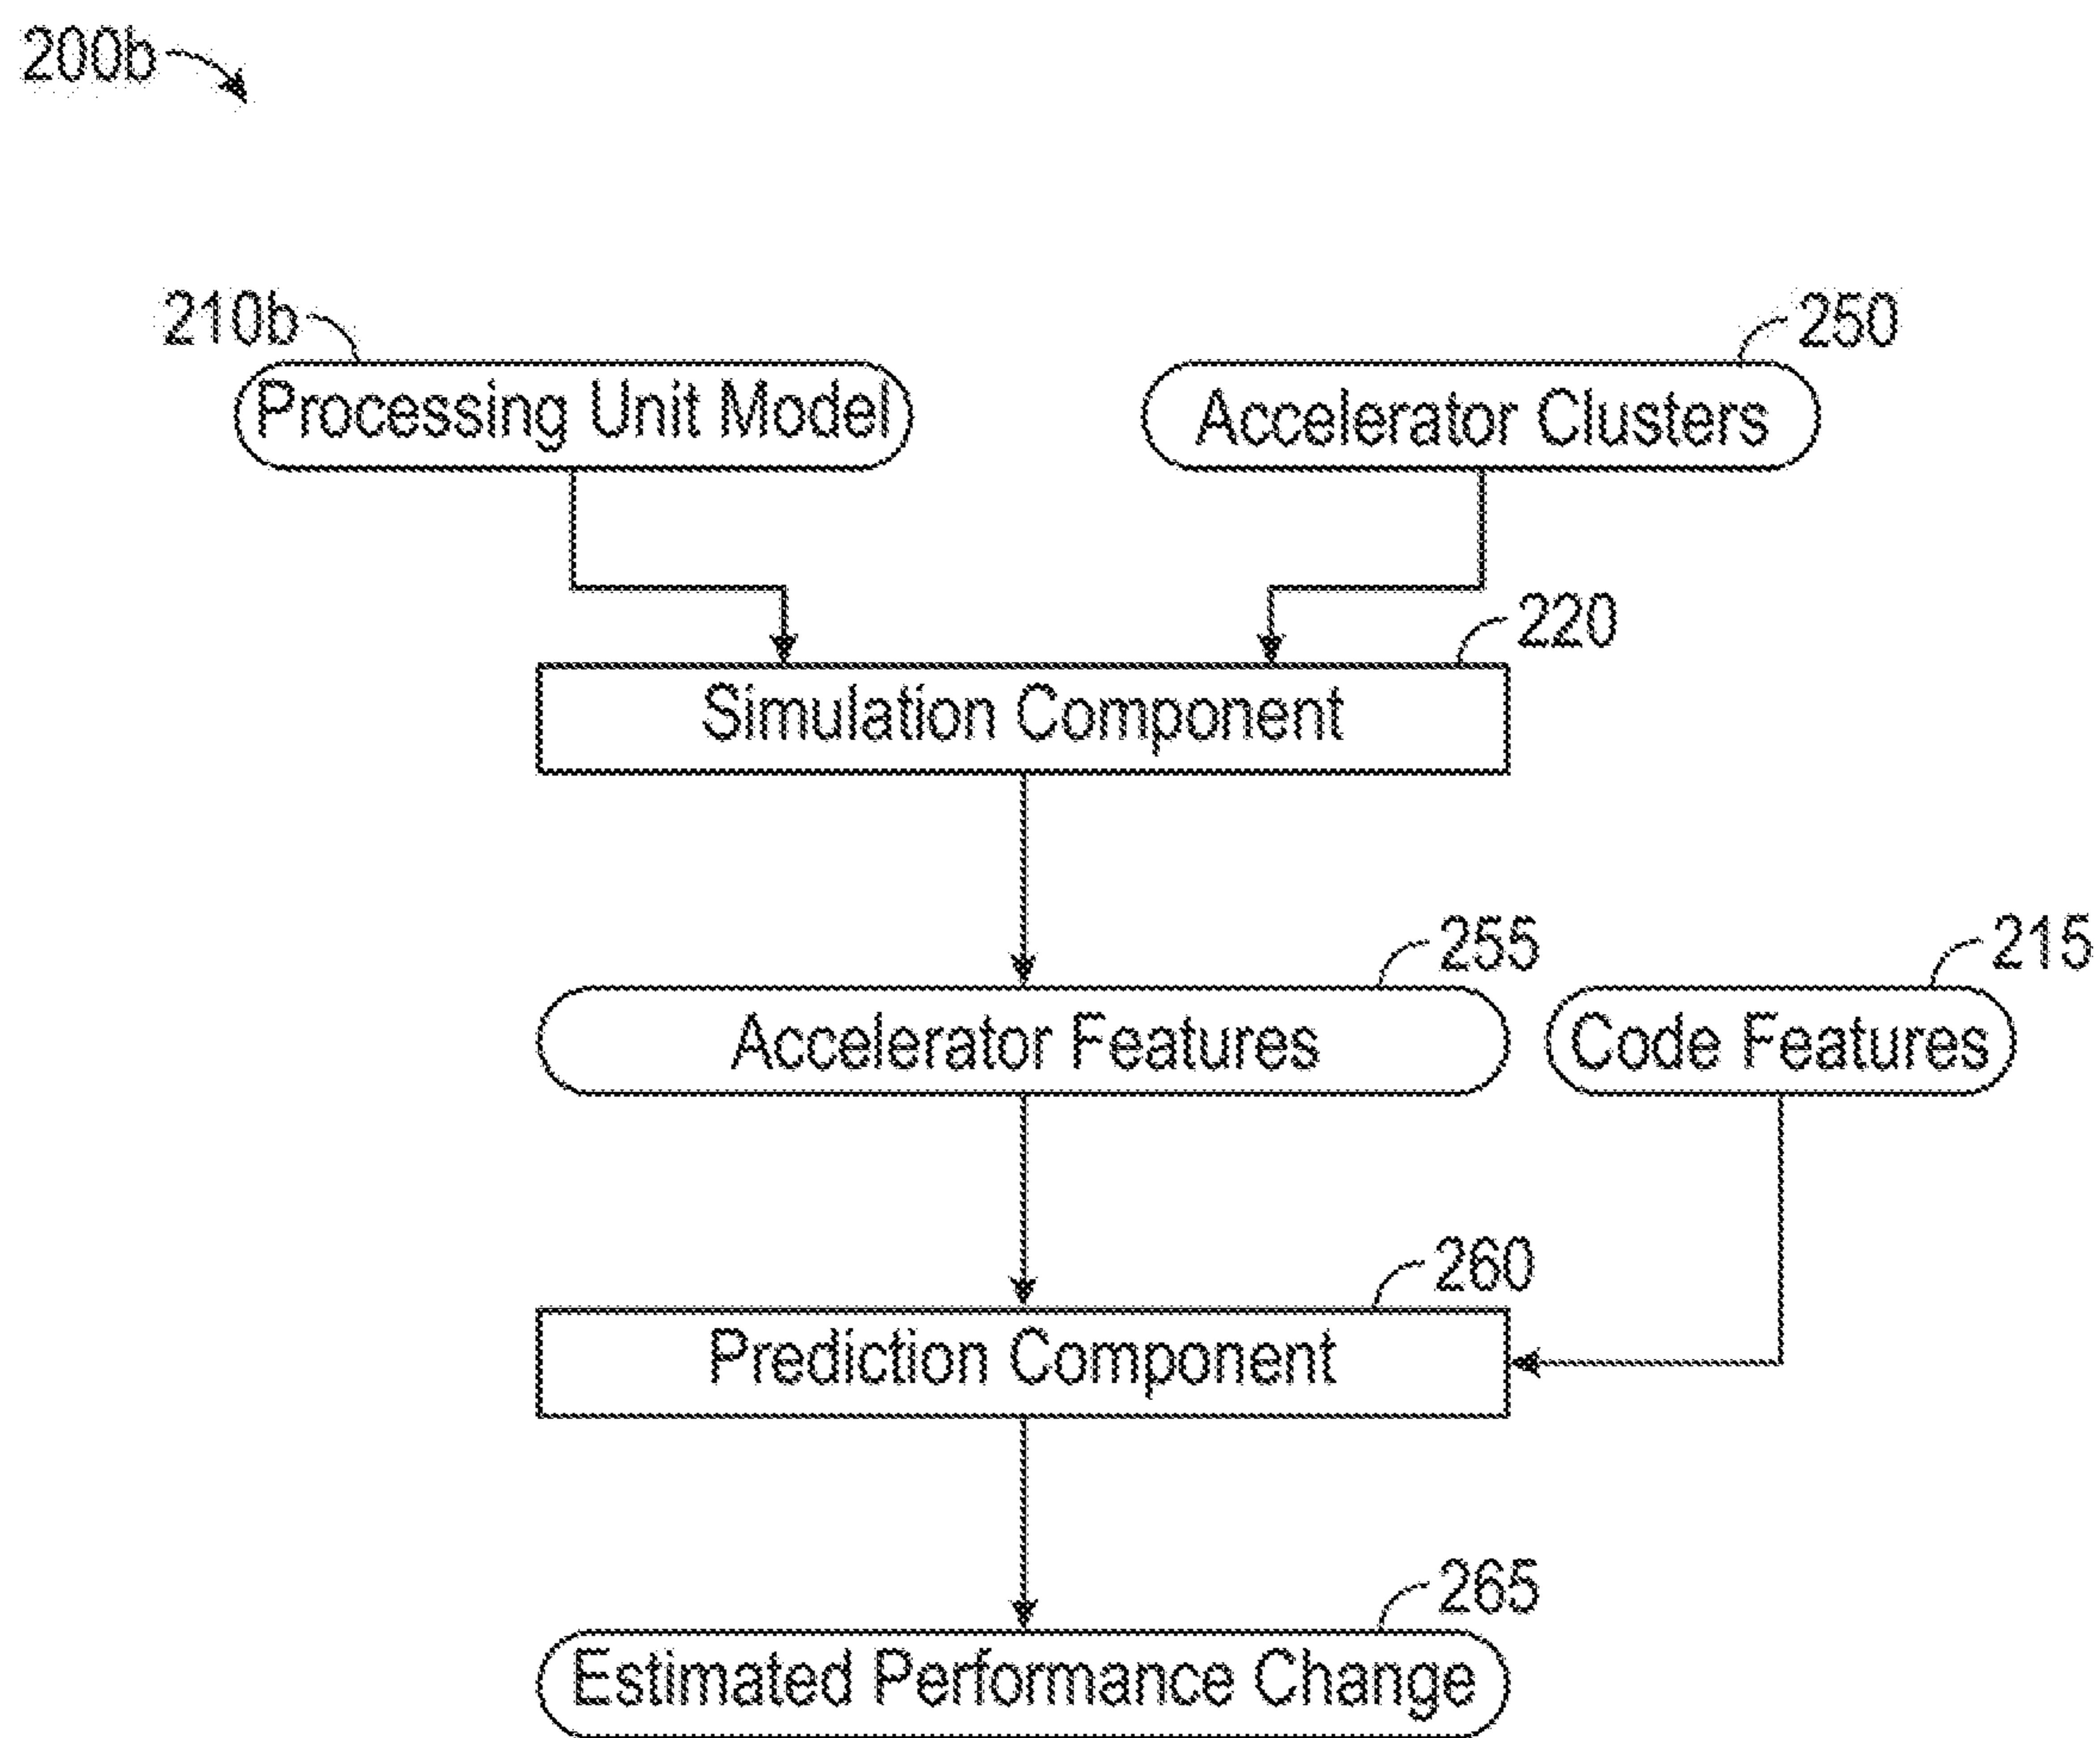 200b
210b
250
Processing Unit Model
Accelerator Clusters
220
Simulation Component
255
215
Accelerator Features
Code Features
260
Prediction Component
265
Estimated Performance Change